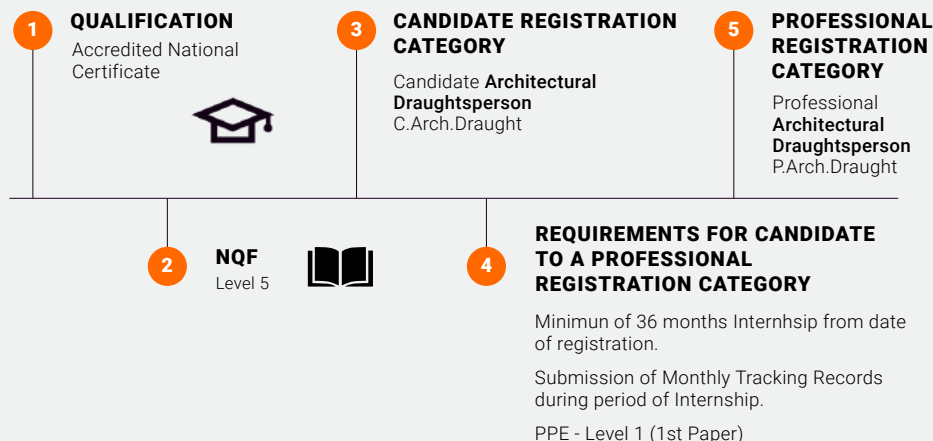 1
QUALIFICATION
Accredited National
Certificate
2
NQF
Level 5
3
CANDIDATE REGISTRATION
CATEGORY
Candidate Architectural
Draughtsperson
C.Arch.Draught
4
REQUIREMENTS FOR CANDIDATE
TO A PROFESSIONAL
REGISTRATION CATEGORY
Minimun of 36 months Internhsip from date
of registration.
Submission of Monthly Tracking Records
during period of Internship.
PPE - Level 1 (1st Paper)
5
PROFESSIONAL
REGISTRATION
CATEGORY
Professional
Architectural
Draughtsperson
P.Arch.Draught